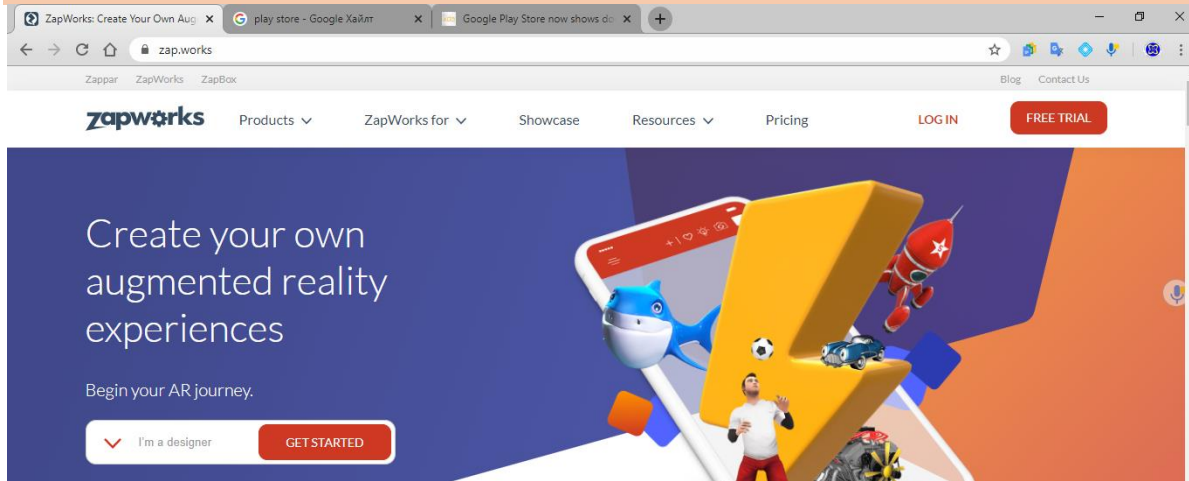 ZapWorks: Create Your Own Aug
play store - Google Хайлт
Google Play Store now shows do
zap.works
Zappar ZapWorks ZapBox
Blog Contact Us
zapworks
Products
ZapWorks for
Showcase
Resources
Pricing
LOG IN
FREE TRIAL
Create your own
augmented reality
experiences
Begin your AR journey.
I'm a designer
GET STARTED